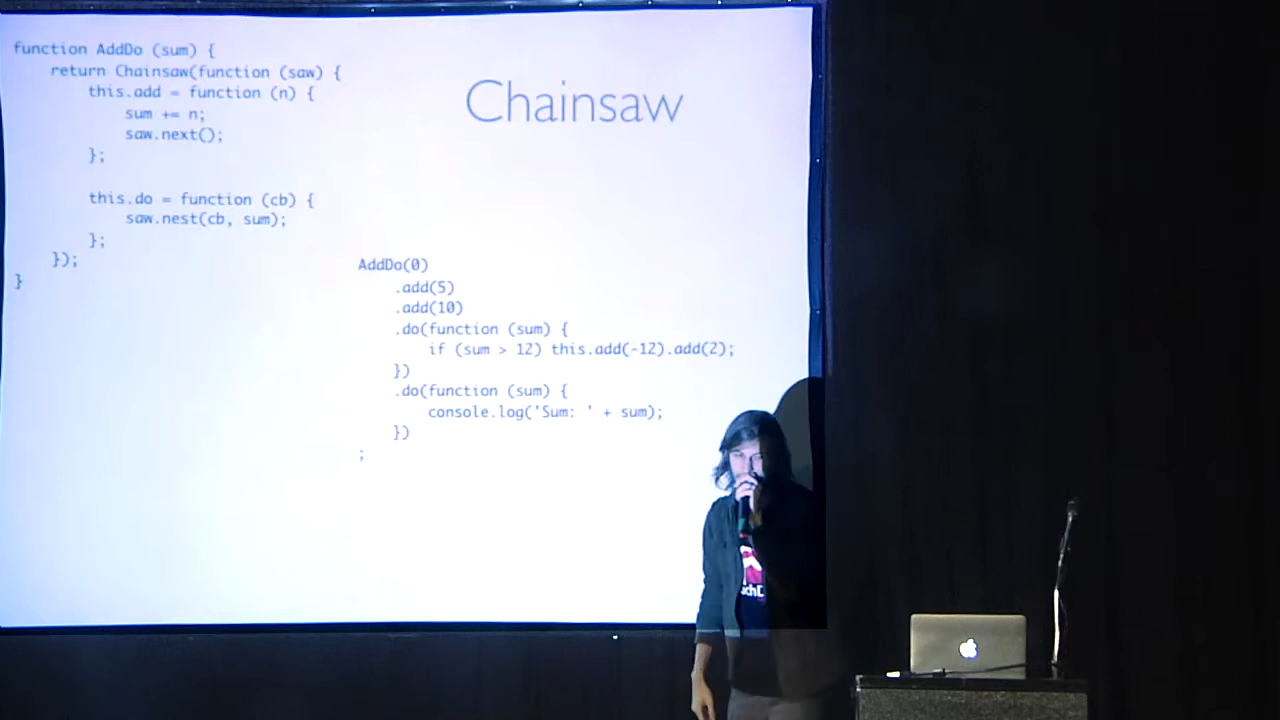 function AddDo (sum) {
return Chainsaw(function (saw) {
this.add = function (n) {
sum += n;
saw.next();
};
this.do = function (cb) {
saw.nest(cb, sum);
};
});
}
Chainsaw
AddDo(0)
.add(5)
.add(10)
.do(function (sum) {
if (sum > 12) this.add(-12).add(2);
})
.do(function (sum) {
console.log('Sum: ' + sum);
})
;